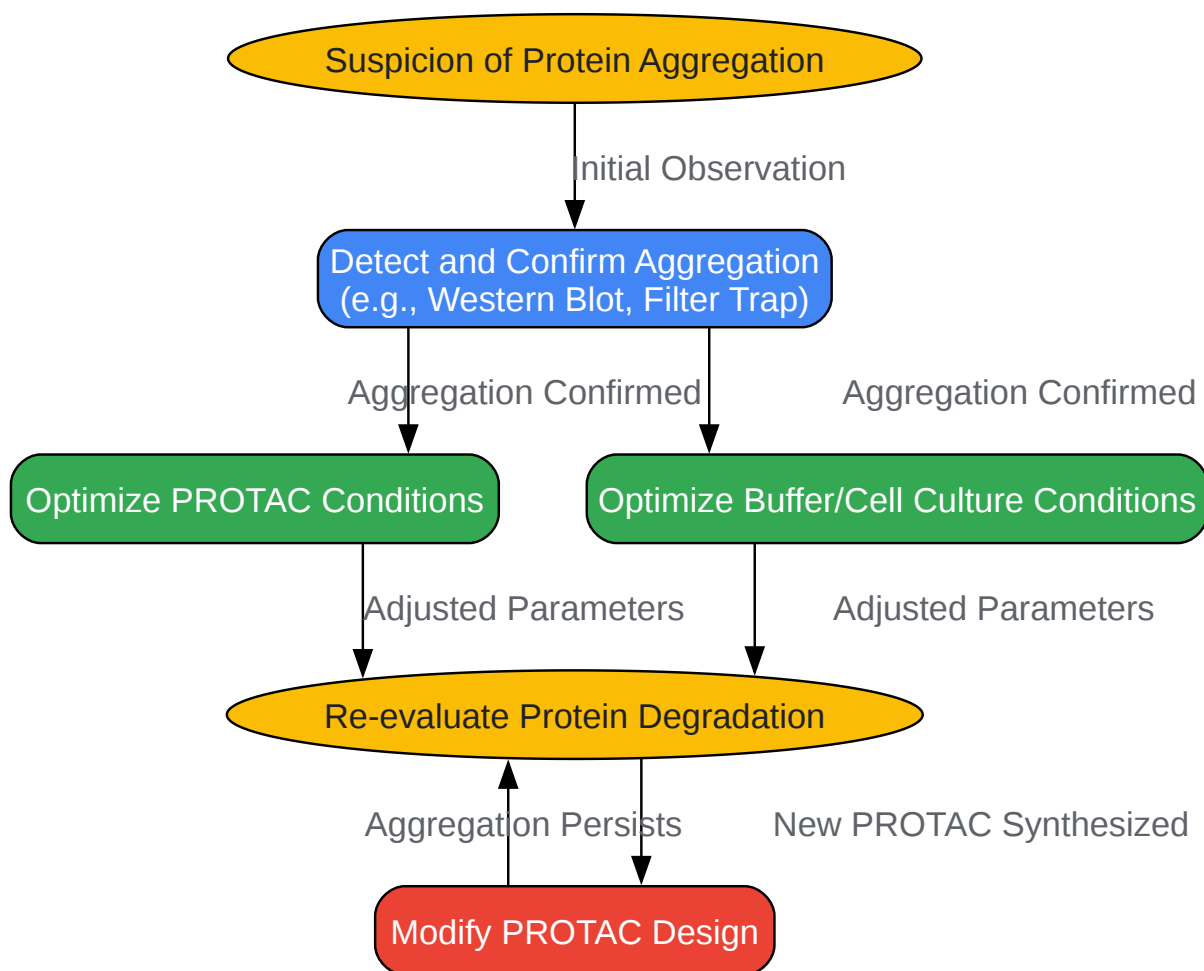 Suspicion of Protein Aggregation
Initial Observation
Detect and Confirm Aggregation
(e.g., Western Blot, Filter Trap)
Aggregation Confirmed
Aggregation Confirmed
Optimize PROTAC Conditions
Optimize Buffer/Cell Culture Conditions
Adjusted Parameters
Adjusted Parameters
Re-evaluate Protein Degradation
Aggregation Persists
New PROTAC Synthesized
Modify PROTAC Design